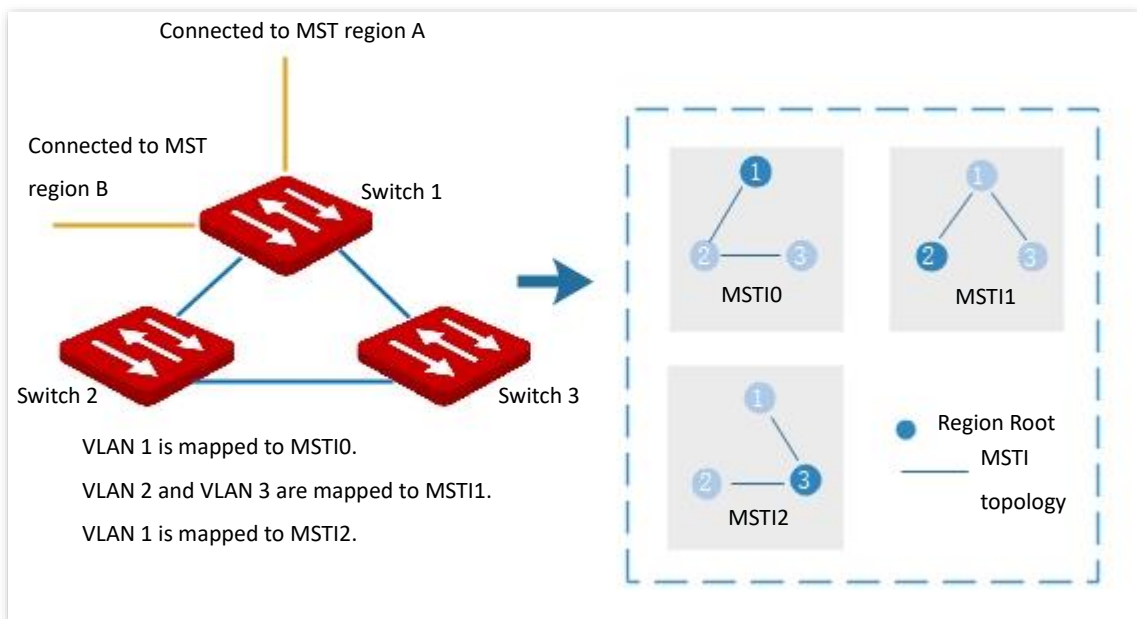 Connected to MST region A
Connected to MST
region B
Switch 1
Switch 2
Switch 3
VLAN 1 is mapped to MSTI0.
VLAN 2 and VLAN 3 are mapped to MSTI1.
VLAN 1 is mapped to MSTI2.
1
2
3
MSTI0
1
2
3
MSTI1
1
2
3
MSTI2
Region Root
MSTI
topology